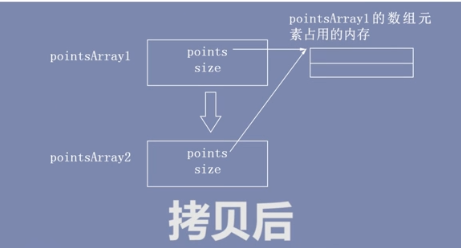 pointsArray1的数组元
素占用的内存
pointsArray1
points
size
pointsArray2
points
size
拷贝后